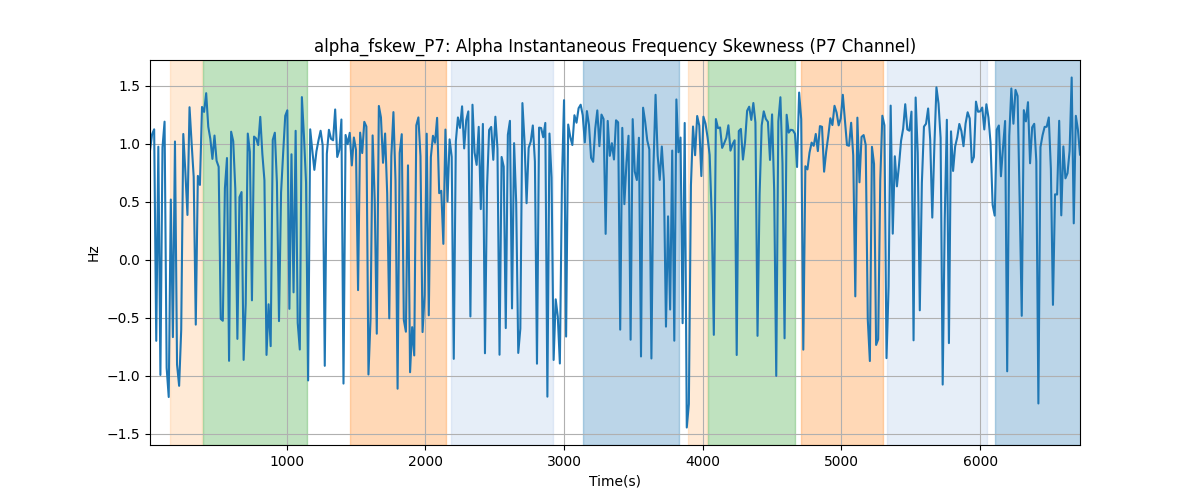 alpha_fskew_P7: Alpha Instantaneous Frequency Skewness (P7 Channel)
1.5
1.0
0.5
0.0
−0.5
−1.0
−1.5
Hz
1000 2000 3000 4000 5000 6000
Time(s)